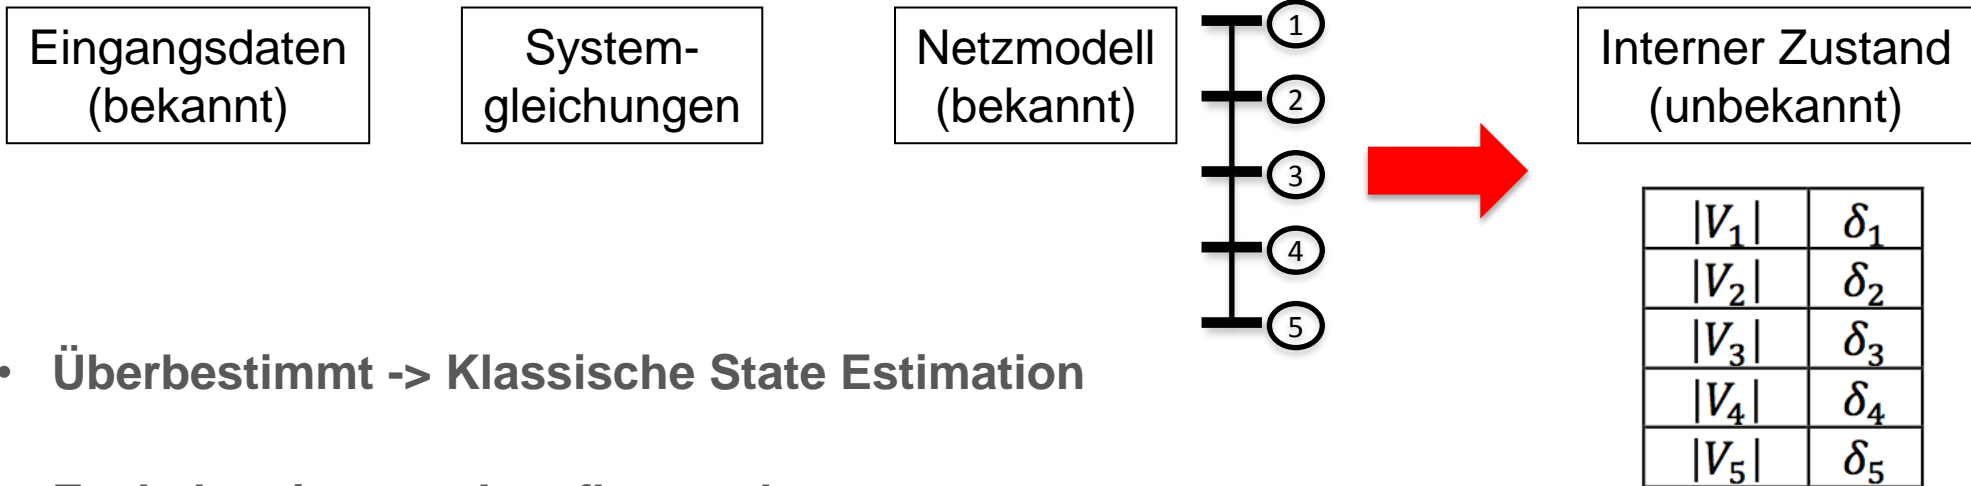 Eingangsdaten
(bekannt)
System-
gleichungen
Netzmodell
(bekannt)
1
2
3
4
5
Interner Zustand
(unbekannt)
|V₁| δ₁
|V₂| δ₂
|V₃| δ₃
|V₄| δ₄
|V₅| δ₅
• Überbestimmt -> Klassische State Estimation